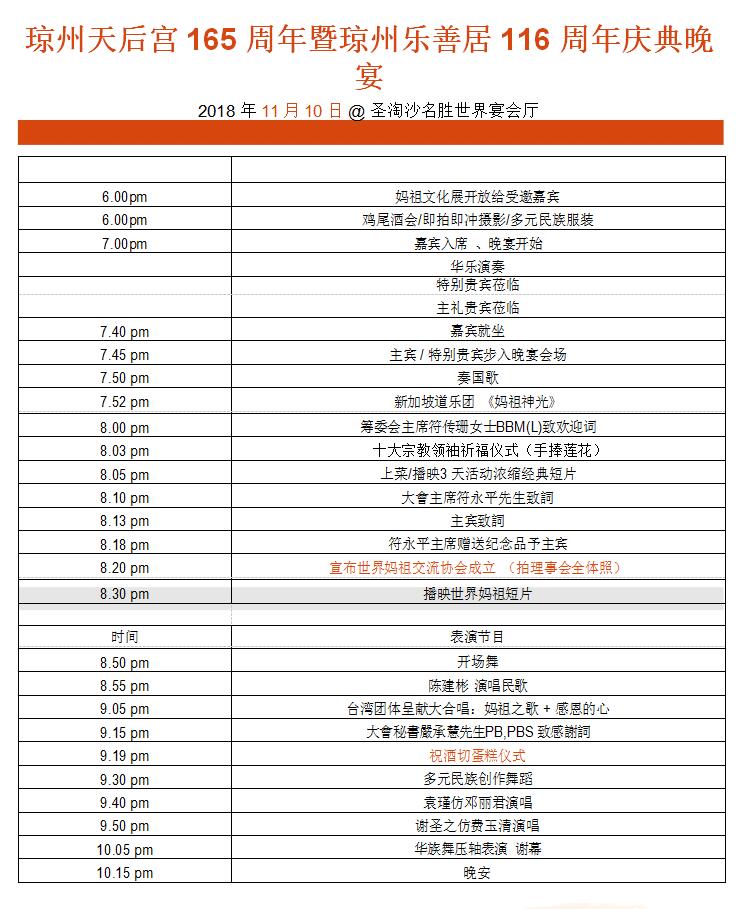 琼州天后宫 165 周年暨琼州乐善居 116 周年庆典晚
宴
2018 年 11 月 10 日 @ 圣淘沙名胜世界宴会厅
6.00pm 妈祖文化展开放给受邀嘉宾
6.00pm 鸡尾酒会/即拍即冲摄影/多元民族服装
7.00pm 嘉宾入席 、晚宴开始
华乐演奏
特别贵宾莅临
主礼贵宾莅临
7.40 pm 嘉宾就坐
7.45 pm 主宾 / 特别贵宾步入晚宴会场
7.50 pm 奏国歌
7.52 pm 新加坡道乐团 《妈祖神光》
8.00 pm 筹委会主席符传珊女士BBM(L)致欢迎词
8.03 pm 十大宗教领袖祈福仪式（手捧莲花）
8.05 pm 上菜/播映3 天活动浓缩经典短片
8.10 pm 大會主席符永平先生致詞
8.13 pm 主宾致詞
8.18 pm 符永平主席赠送纪念品予主宾
8.20 pm 宣布世界妈祖交流协会成立 （拍理事会全体照）
8.30 pm 播映世界妈祖短片
时间 表演节目
8.50 pm 开场舞
8.55 pm 陈建彬 演唱民歌
9.05 pm 台湾团体呈献大合唱：妈祖之歌 + 感恩的心
9.15 pm 大會秘書嚴承慧先生PB,PBS 致感謝詞
9.19 pm 祝酒切蛋糕仪式
9.30 pm 多元民族创作舞蹈
9.40 pm 袁瑾仿邓丽君演唱
9.50 pm 谢圣之仿费玉清演唱
10.05 pm 华族舞压轴表演 谢幕
10.15 pm 晚安